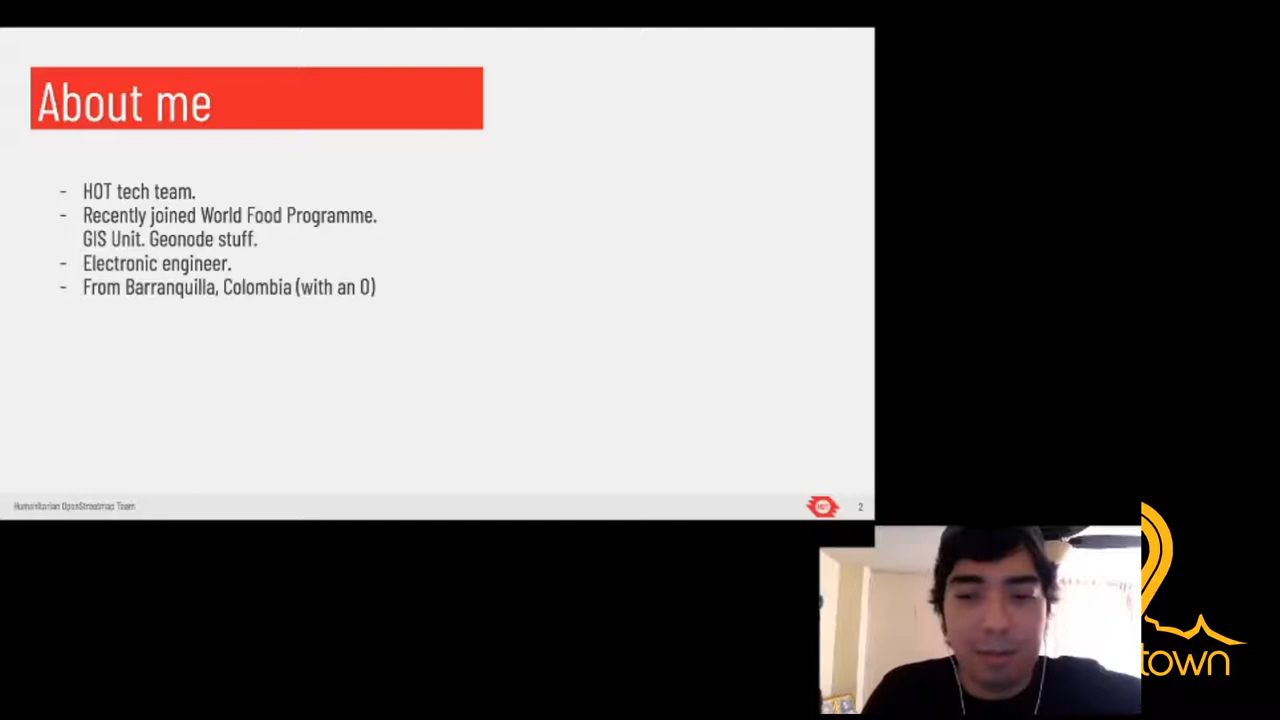 About me
- HOT tech team.
- Recently joined World Food Programme.
GIS Unit. Geonode stuff.
- Electronic engineer.
- From Barranquilla, Colombia (with an O)
Humanitarian OpenStreetmap Team
HOT
2
town